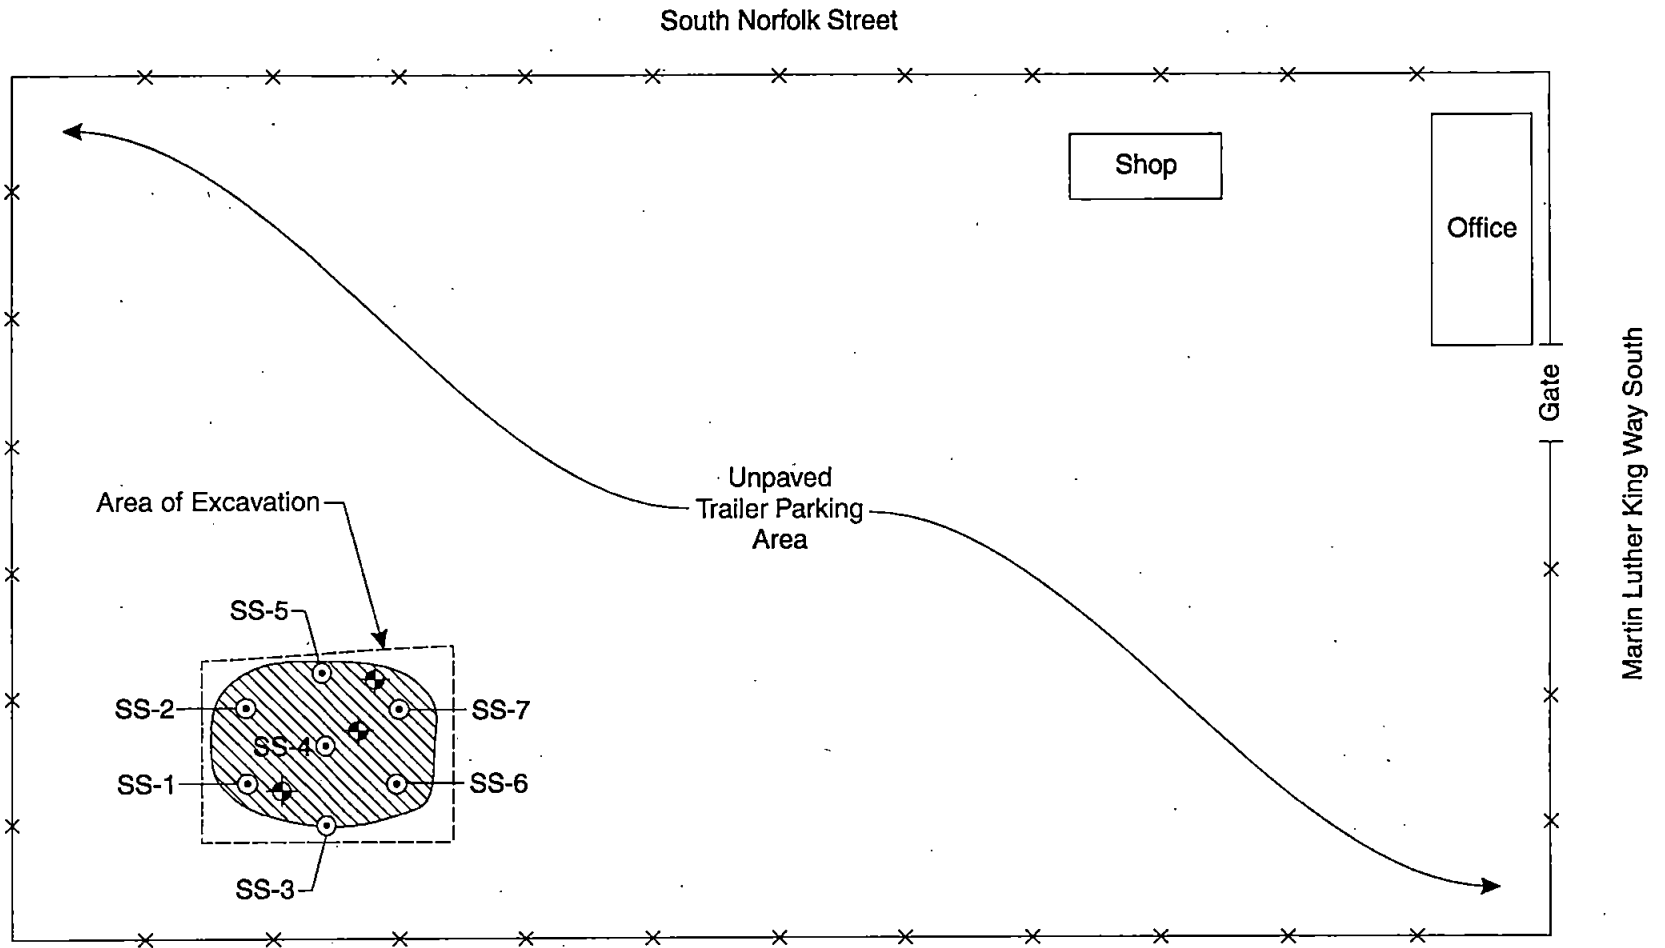 South Norfolk Street
Shop
Office
Gate
Martin Luther King Way South
Unpaved
Trailer Parking
Area
Area of Excavation
SS-5
SS-2
SS-7
SS-4
SS-1
SS-6
SS-3